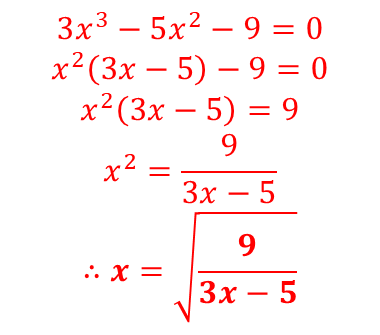 3x³ − 5x² − 9 = 0
x²(3x − 5) − 9 = 0
x²(3x − 5) = 9
x² = 9/(3x − 5)
∴ x = √(9/(3x − 5))